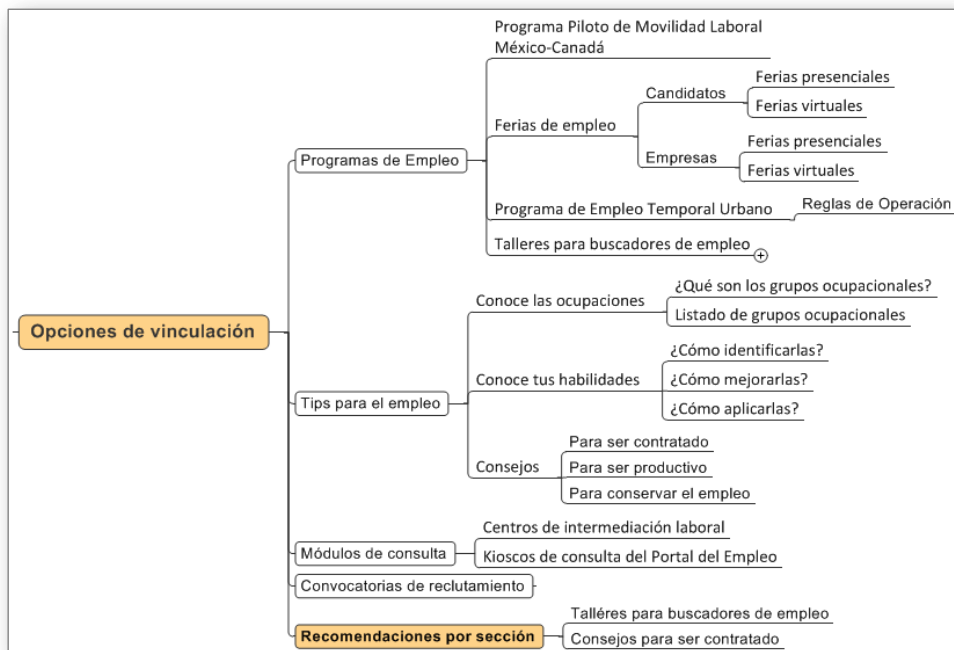 Opciones de vinculación
Programas de Empleo
Programa Piloto de Movilidad Laboral
México-Canadá
Ferias de empleo
Candidatos
Ferias presenciales
Ferias virtuales
Empresas
Ferias presenciales
Ferias virtuales
Programa de Empleo Temporal Urbano
Reglas de Operación
Talleres para buscadores de empleo
Tips para el empleo
Conoce las ocupaciones
¿Qué son los grupos ocupacionales?
Listado de grupos ocupacionales
Conoce tus habilidades
¿Cómo identificarlas?
¿Cómo mejorarlas?
¿Cómo aplicarlas?
Consejos
Para ser contratado
Para ser productivo
Para conservar el empleo
Módulos de consulta
Centros de intermediación laboral
Kioscos de consulta del Portal del Empleo
Convocatorias de reclutamiento
Recomendaciones por sección
Talléres para buscadores de empleo
Consejos para ser contratado